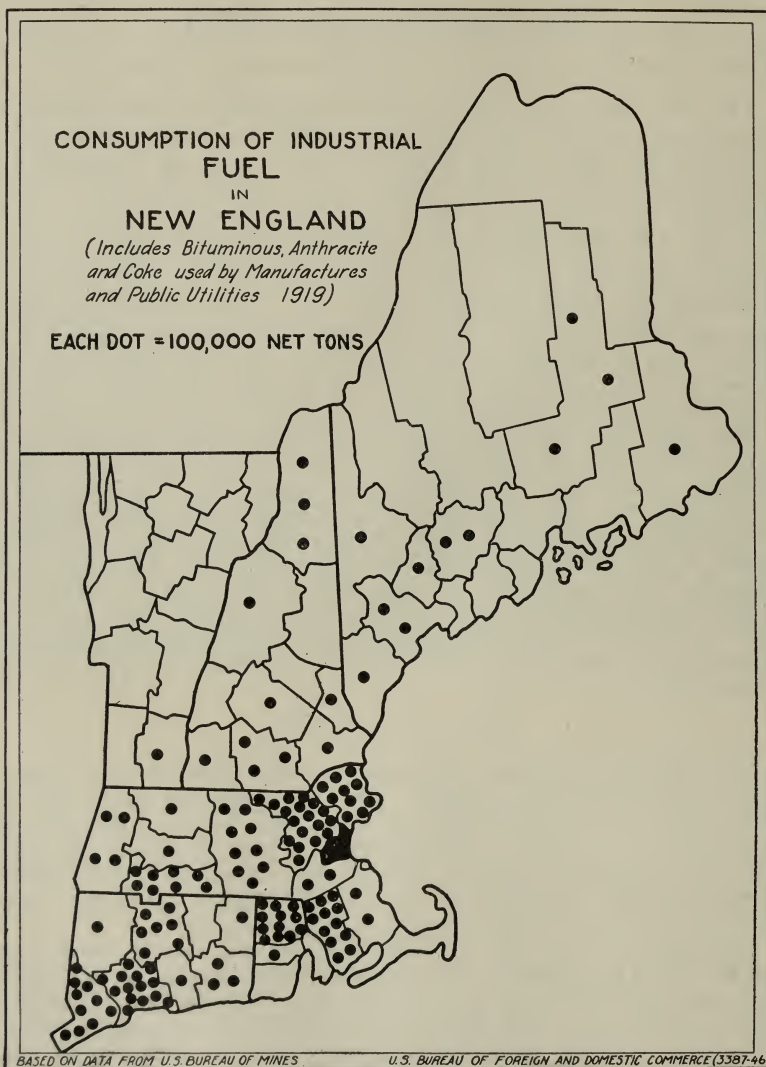 CONSUMPTION OF INDUSTRIAL
FUEL
IN
NEW ENGLAND
(Includes Bituminous, Anthracite
and Coke used by Manufactures
and Public Utilities 1919)
EACH DOT = 100,000 NET TONS
BASED ON DATA FROM U.S. BUREAU OF MINES
U.S. BUREAU OF FOREIGN AND DOMESTIC COMMERCE (3387-46